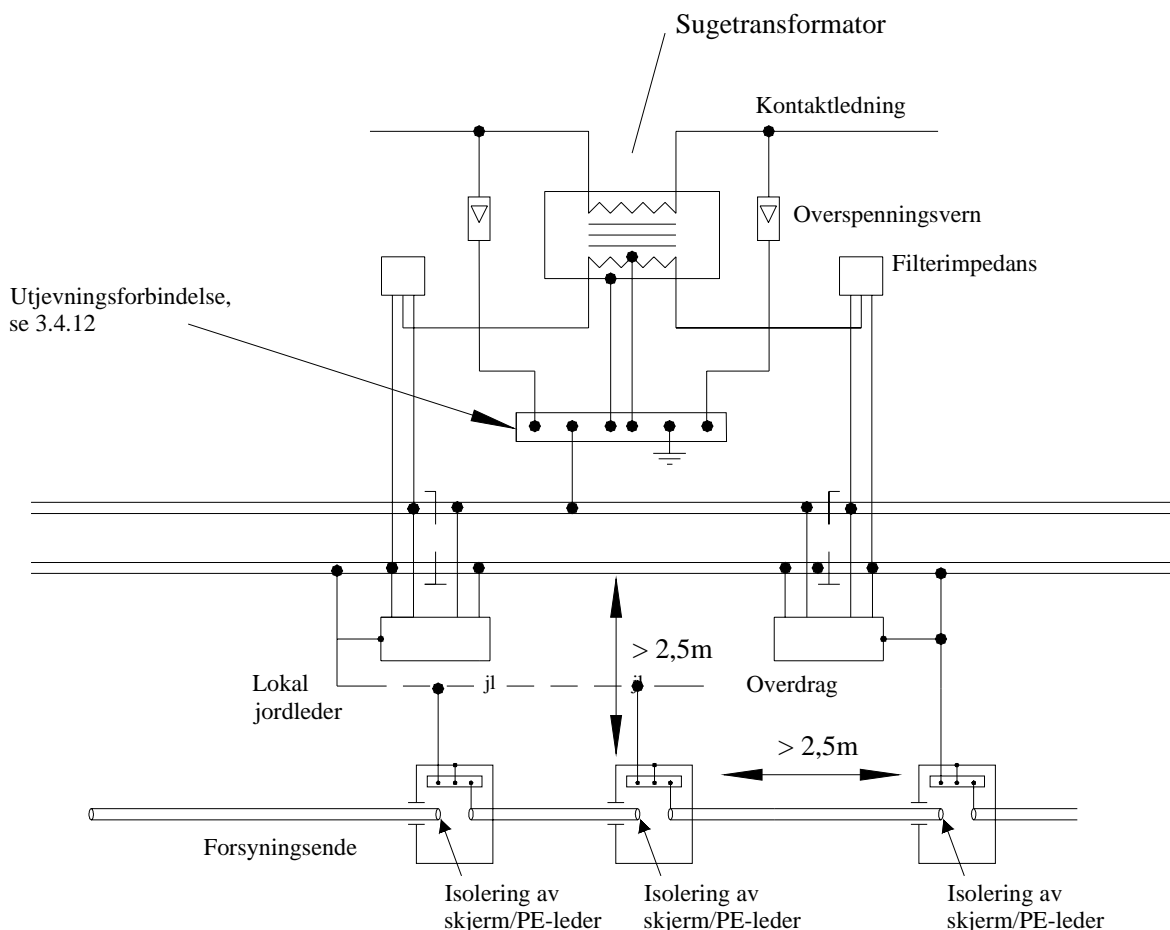 Sugetransformator
Kontaktledning
Overspenningsvern
Filterimpedans
Utjevningsforbindelse,
se 3.4.12
> 2,5m
Lokal
jordleder
jl
jl
Overdrag
> 2,5m
Forsyningsende
Isolering av
skjerm/PE-leder
Isolering av
skjerm/PE-leder
Isolering av
skjerm/PE-leder